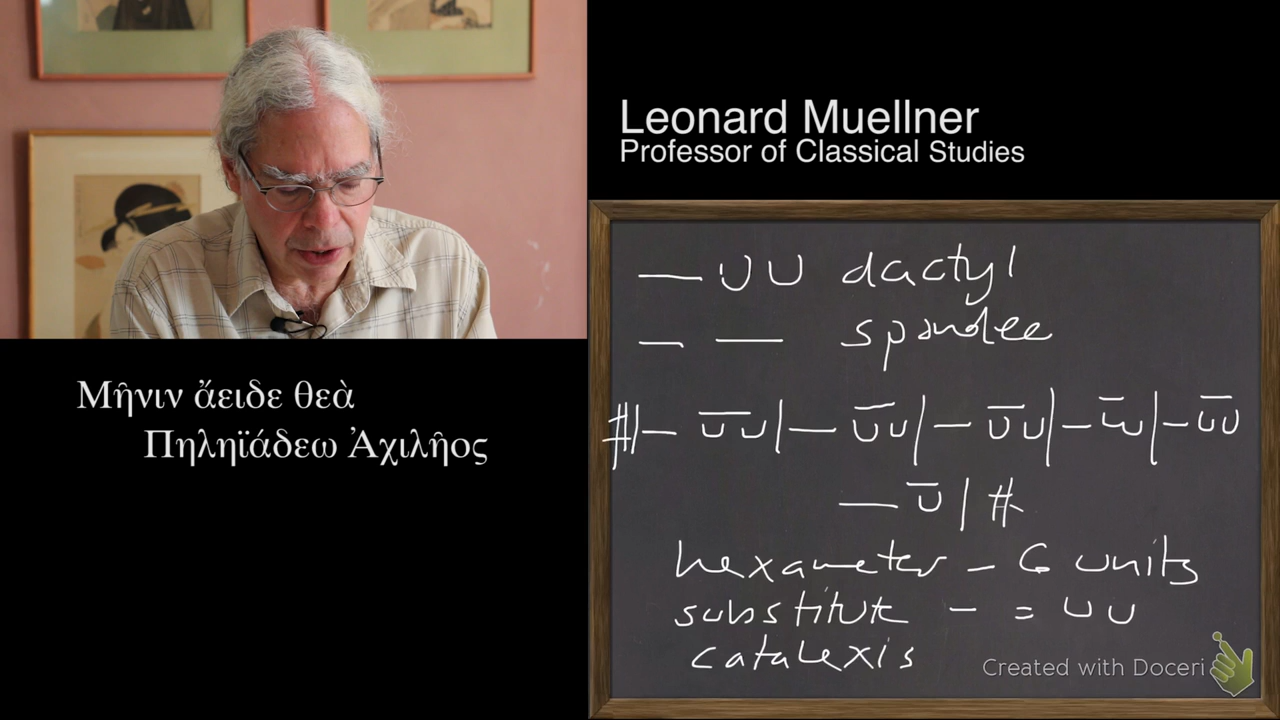 Leonard Muellner
Professor of Classical Studies
Μῆνιν ἄειδε θεὰ
Πηληϊάδεω Ἀχιλῆος
— ∪ ∪ dactyl
— — spondee
#|— ∪̅ ∪|— ∪̅ ∪|— ∪̅ ∪|— ∪̅ ∪|— ∪̅ ∪
— ∪̅ | #
hexameter – 6 units
substitute — = ∪ ∪
catalexis
Created with Doceri